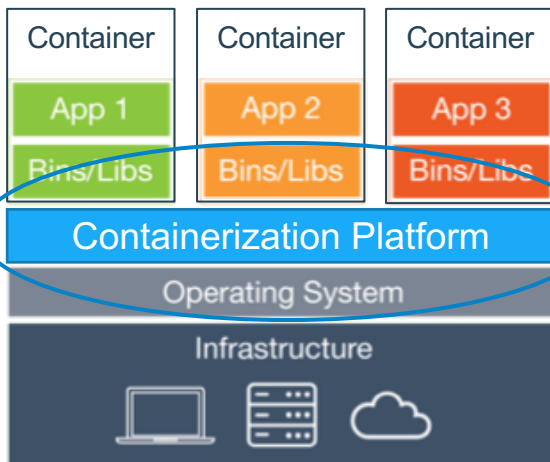 Container Container Container
App 1 App 2 App 3
Bins/Libs Bins/Libs Bins/Libs
Containerization Platform
Operating System
Infrastructure